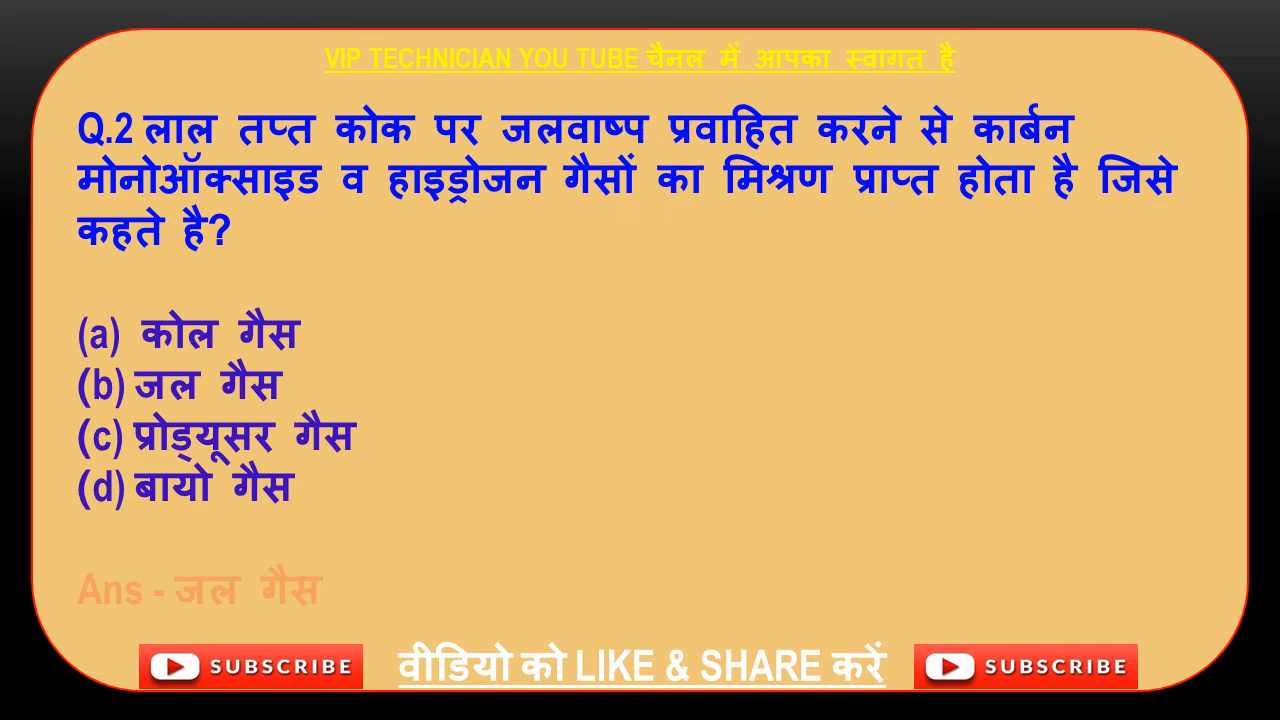 VIP TECHNICIAN YOU TUBE चैनल में आपका स्वागत है
Q.2 लाल तप्त कोक पर जलवाष्प प्रवाहित करने से कार्बन
मोनोऑक्साइड व हाइड्रोजन गैसों का मिश्रण प्राप्त होता है जिसे
कहते है?
(a) कोल गैस
(b) जल गैस
(c) प्रोड्यूसर गैस
(d) बायो गैस
Ans - जल गैस
SUBSCRIBE वीडियो को LIKE & SHARE करें SUBSCRIBE